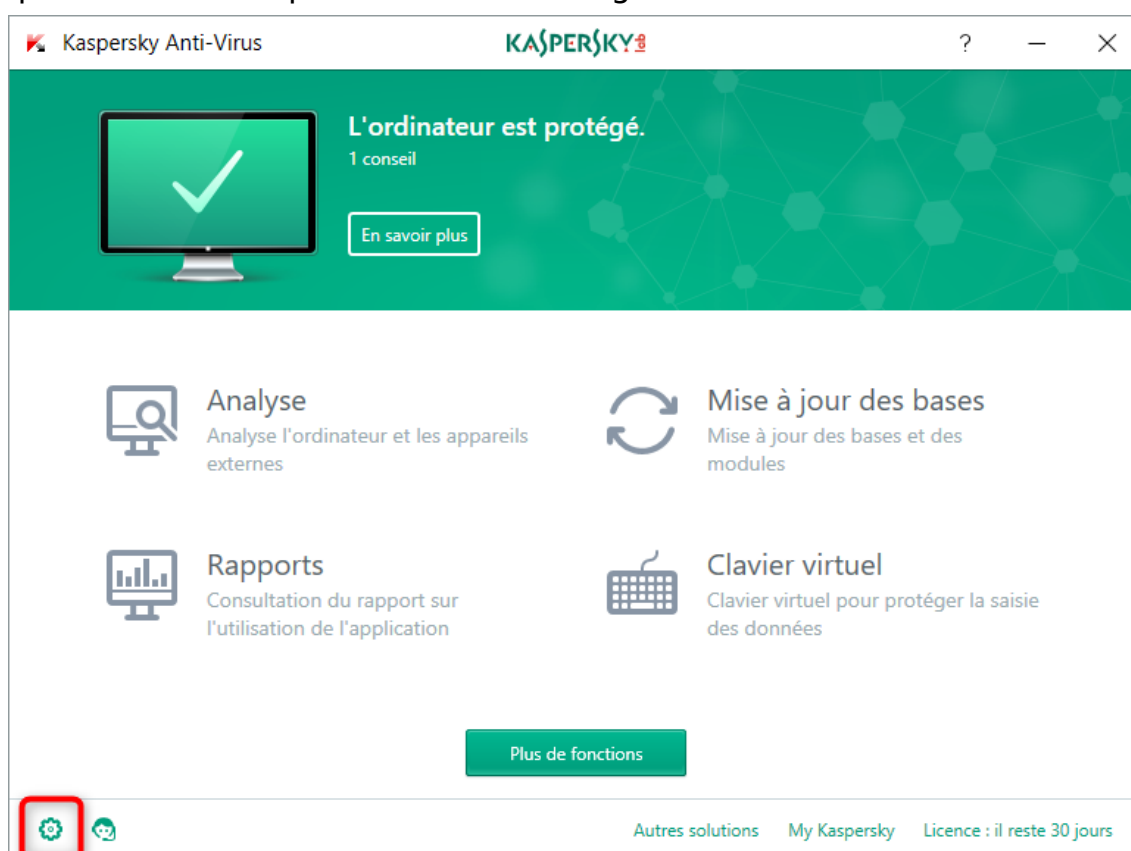 Kaspersky Anti-Virus
KASPERSKY lab
?
L'ordinateur est protégé.
1 conseil
En savoir plus
Analyse
Analyse l'ordinateur et les appareils
externes
Mise à jour des bases
Mise à jour des bases et des
modules
Rapports
Consultation du rapport sur
l'utilisation de l'application
Clavier virtuel
Clavier virtuel pour protéger la saisie
des données
Plus de fonctions
Autres solutions My Kaspersky Licence : il reste 30 jours